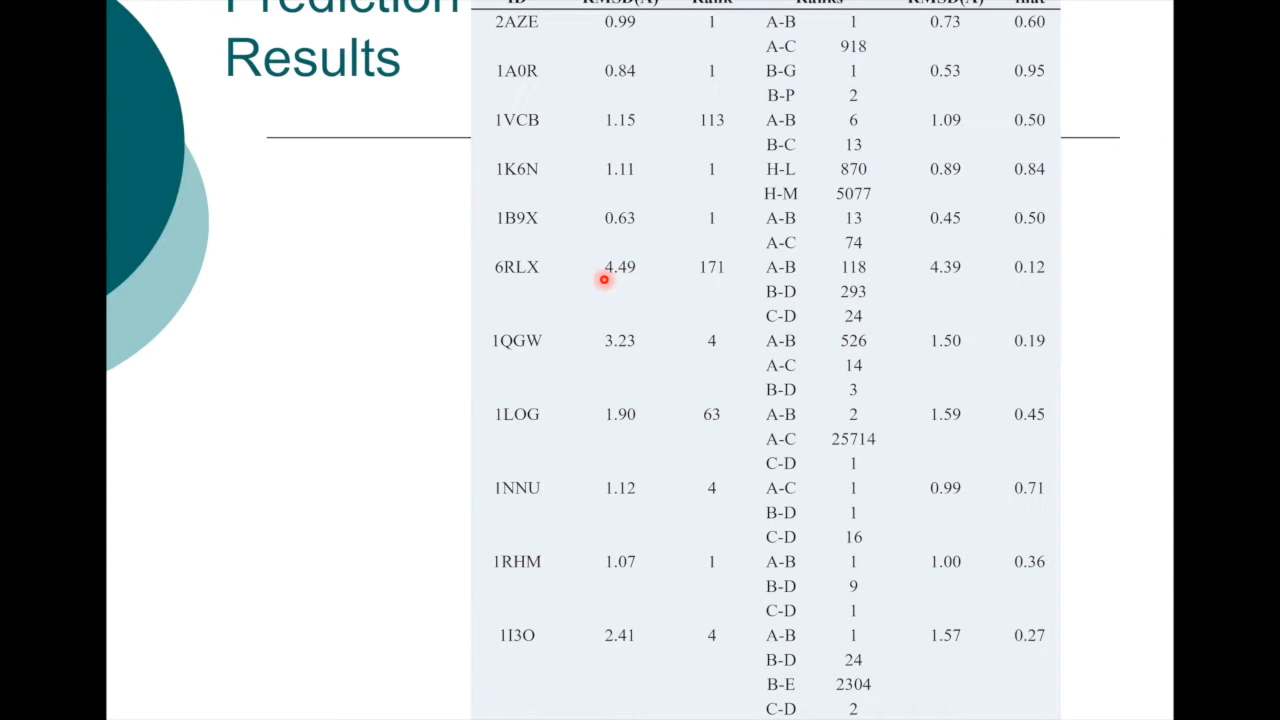 Prediction
Results
ID RMSD(Å) Rank Ranks RMSD(Å) mat
2AZE 0.99 1 A-B 1 0.73 0.60
A-C 918
1A0R 0.84 1 B-G 1 0.53 0.95
B-P 2
1VCB 1.15 113 A-B 6 1.09 0.50
B-C 13
1K6N 1.11 1 H-L 870 0.89 0.84
H-M 5077
1B9X 0.63 1 A-B 13 0.45 0.50
A-C 74
6RLX 4.49 171 A-B 118 4.39 0.12
B-D 293
C-D 24
1QGW 3.23 4 A-B 526 1.50 0.19
A-C 14
B-D 3
1LOG 1.90 63 A-B 2 1.59 0.45
A-C 25714
C-D 1
1NNU 1.12 4 A-C 1 0.99 0.71
B-D 1
C-D 16
1RHM 1.07 1 A-B 1 1.00 0.36
B-D 9
C-D 1
1I3O 2.41 4 A-B 1 1.57 0.27
B-D 24
B-E 2304
C-D 2